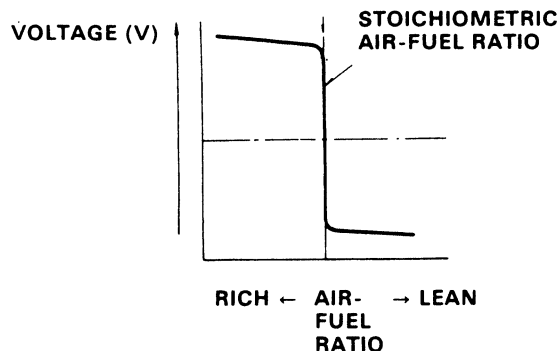 VOLTAGE (V)
STOICHIOMETRIC
AIR-FUEL RATIO
RICH ← AIR- → LEAN
FUEL
RATIO